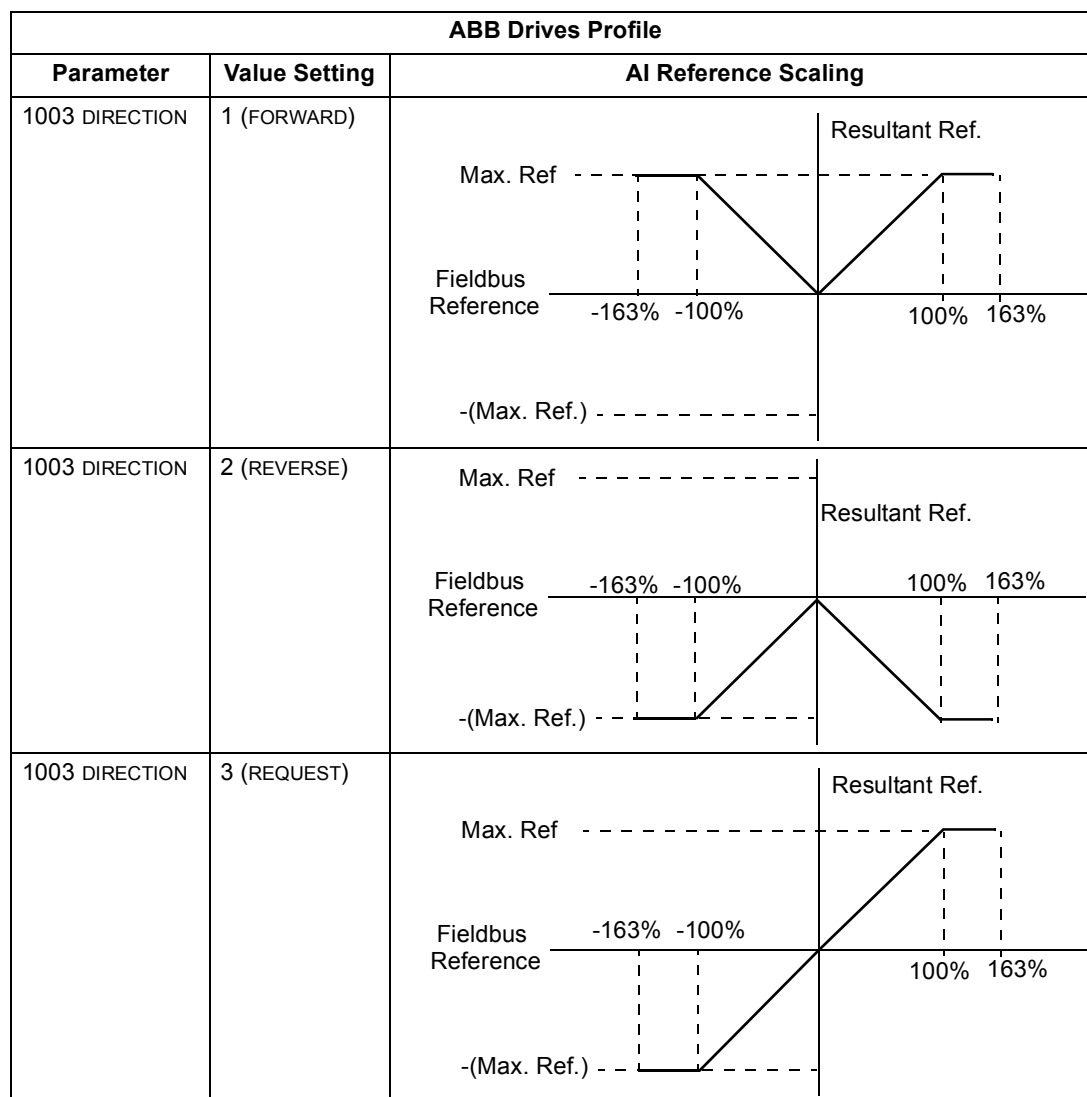 ABB Drives Profile
Parameter Value Setting AI Reference Scaling
1003 DIRECTION 1 (FORWARD)
Resultant Ref.
Max. Ref
Fieldbus
Reference
-163% -100%
100% 163%
-(Max. Ref.)
1003 DIRECTION 2 (REVERSE)
Max. Ref
Resultant Ref.
Fieldbus
Reference
-163% -100%
100% 163%
-(Max. Ref.)
1003 DIRECTION 3 (REQUEST)
Resultant Ref.
Max. Ref
Fieldbus
Reference
-163% -100%
100% 163%
-(Max. Ref.)